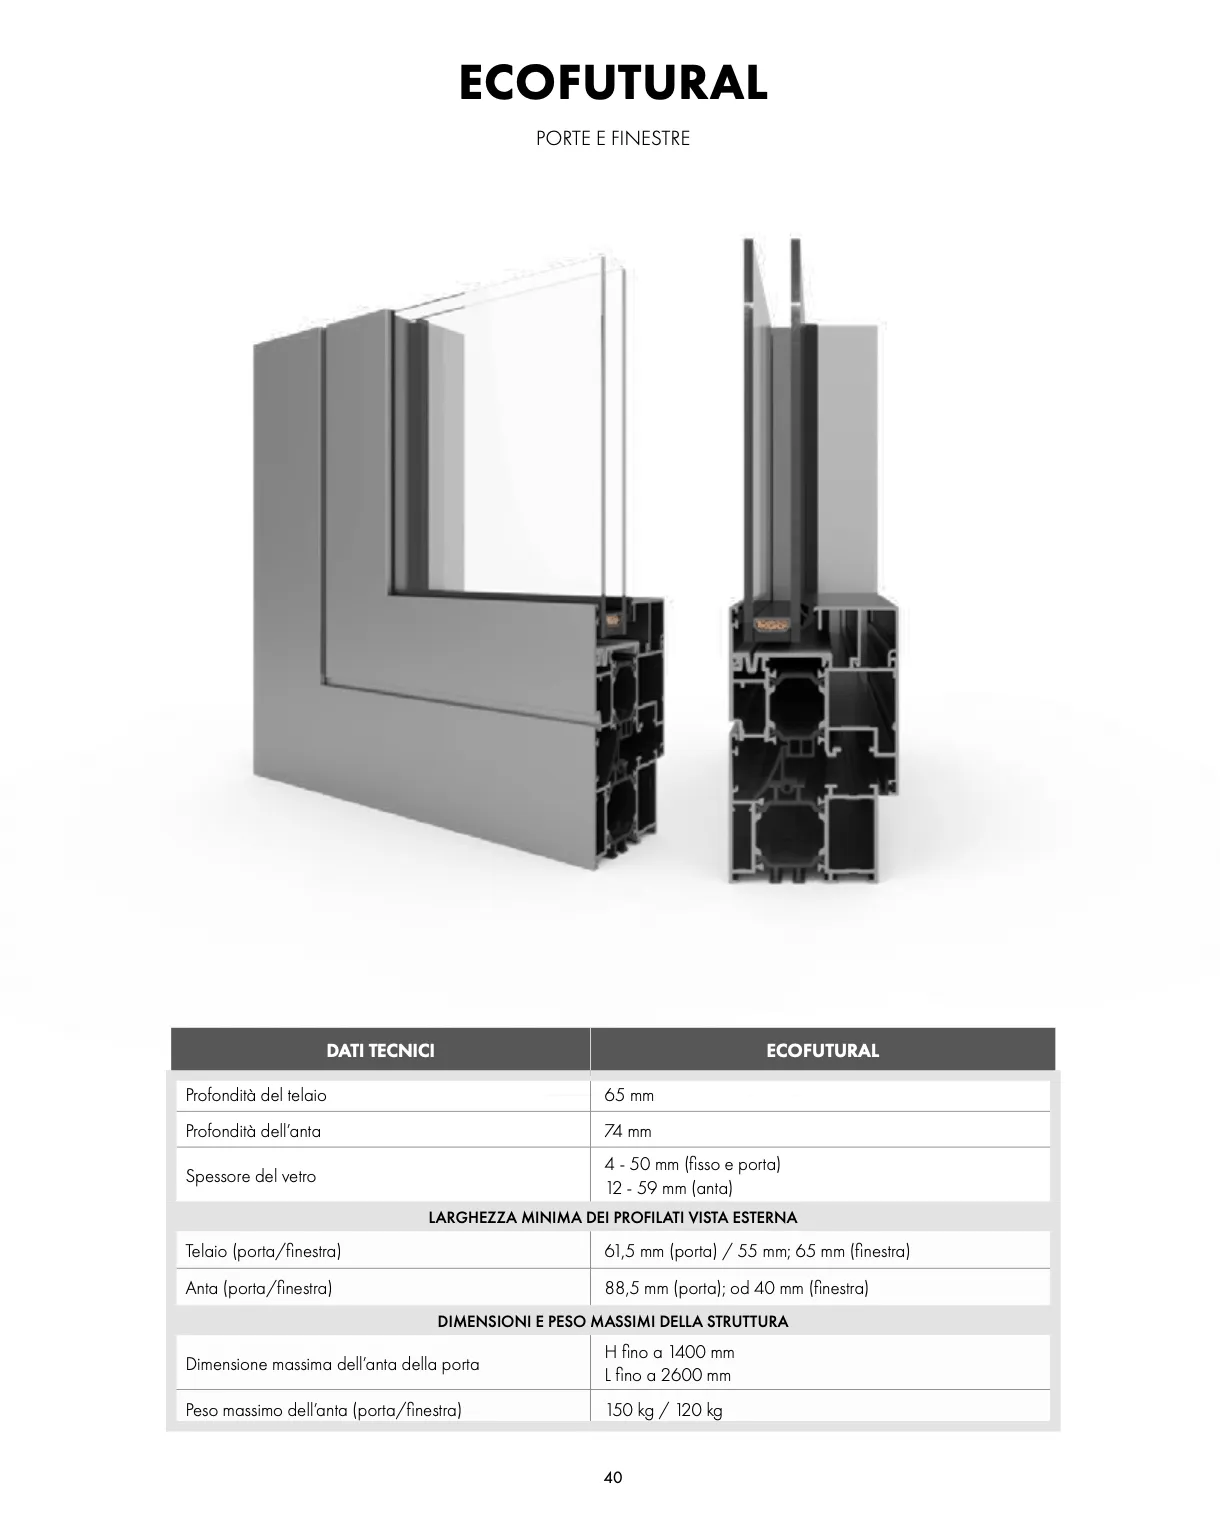 ECOFUTURAL
PORTE E FINESTRE
DATI TECNICI
ECOFUTURAL
Profondità del telaio
65 mm
Profondità dell'anta
74 mm
Spessore del vetro
4 - 50 mm (fisso e porta)
12 - 59 mm (anta)
LARGHEZZA MINIMA DEI PROFILATI VISTA ESTERNA
Telaio (porta/finestra)
61,5 mm (porta) / 55 mm; 65 mm (finestra)
Anta (porta/finestra)
88,5 mm (porta); od 40 mm (finestra)
DIMENSIONI E PESO MASSIMI DELLA STRUTTURA
Dimensione massima dell'anta della porta
H fino a 1400 mm
L fino a 2600 mm
Peso massimo dell'anta (porta/finestra)
150 kg / 120 kg
40